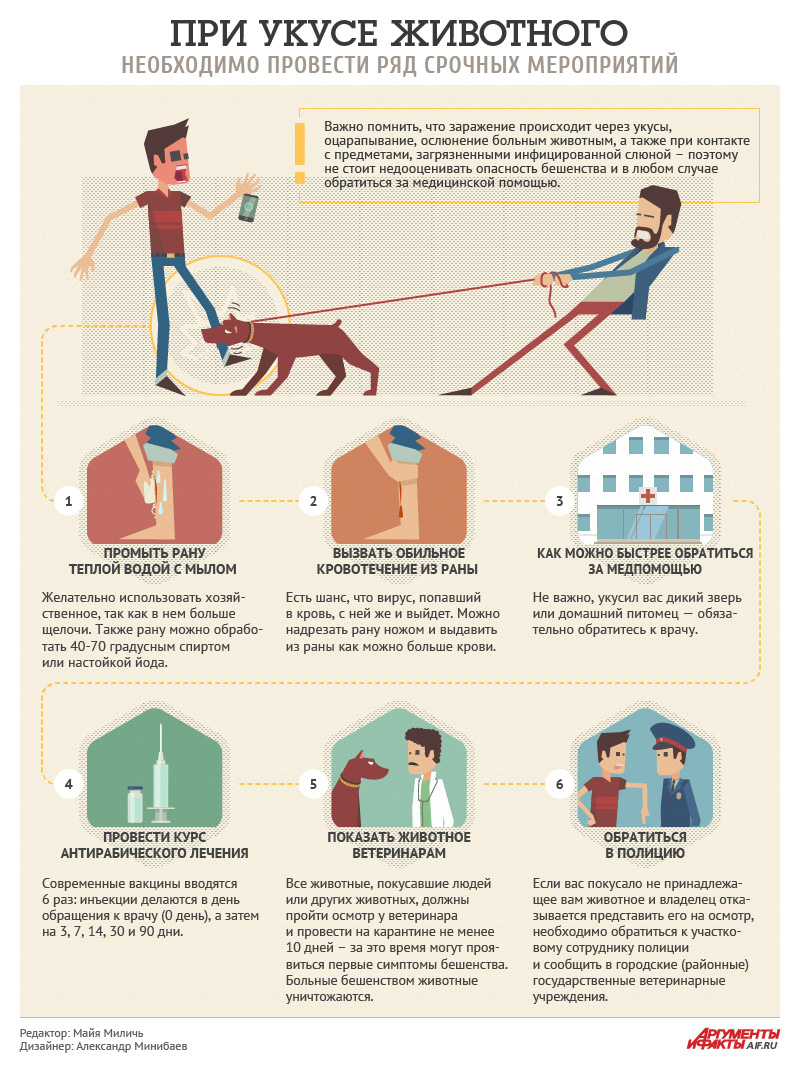 ПРИ УКУСЕ ЖИВОТНОГО
НЕОБХОДИМО ПРОВЕСТИ РЯД СРОЧНЫХ МЕРОПРИЯТИЙ
!
Важно помнить, что заражение происходит через укусы,
оцарапывание, ослюнение больным животным, а также при контакте
с предметами, загрязненными инфицированной слюной – поэтому
не стоит недооценивать опасность бешенства и в любом случае
обратиться за медицинской помощью.
1
ПРОМЫТЬ РАНУ
ТЕПЛОЙ ВОДОЙ С МЫЛОМ
Желательно использовать хозяй-
ственное, так как в нем больше
щелочи. Также рану можно обрабо-
тать 40-70 градусным спиртом
или настойкой йода.
2
ВЫЗВАТЬ ОБИЛЬНОЕ
КРОВОТЕЧЕНИЕ ИЗ РАНЫ
Есть шанс, что вирус, попавший
в кровь, с ней же и выйдет. Можно
надрезать рану ножом и выдавить
из раны как можно больше крови.
3
КАК МОЖНО БЫСТРЕЕ ОБРАТИТЬСЯ
ЗА МЕДПОМОЩЬЮ
Не важно, укусил вас дикий зверь
или домашний питомец — обяза-
тельно обратитесь к врачу.
4
ПРОВЕСТИ КУРС
АНТИРАБИЧЕСКОГО ЛЕЧЕНИЯ
Современные вакцины вводятся
6 раз: инъекции делаются в день
обращения к врачу (0 день), а затем
на 3, 7, 14, 30 и 90 дни.
5
ПОКАЗАТЬ ЖИВОТНОЕ
ВЕТЕРИНАРАМ
Все животные, покусавшие людей
или других животных, должны
пройти осмотр у ветеринара
и провести на карантине не менее
10 дней – за это время могут проя-
виться первые симптомы бешенства.
Больные бешенством животные
уничтожаются.
6
ОБРАТИТЬСЯ
В ПОЛИЦИЮ
Если вас покусало не принадлежа-
щее вам животное и владелец отка-
зывается представить его на осмотр,
необходимо обратиться к участко-
вому сотруднику полиции
и сообщить в городские (районные)
государственные ветеринарные
учреждения.
Редактор: Майя Миличь
Дизайнер: Александр Минибаев
АРГУМЕНТЫ
И ФАКТЫ AIF.RU